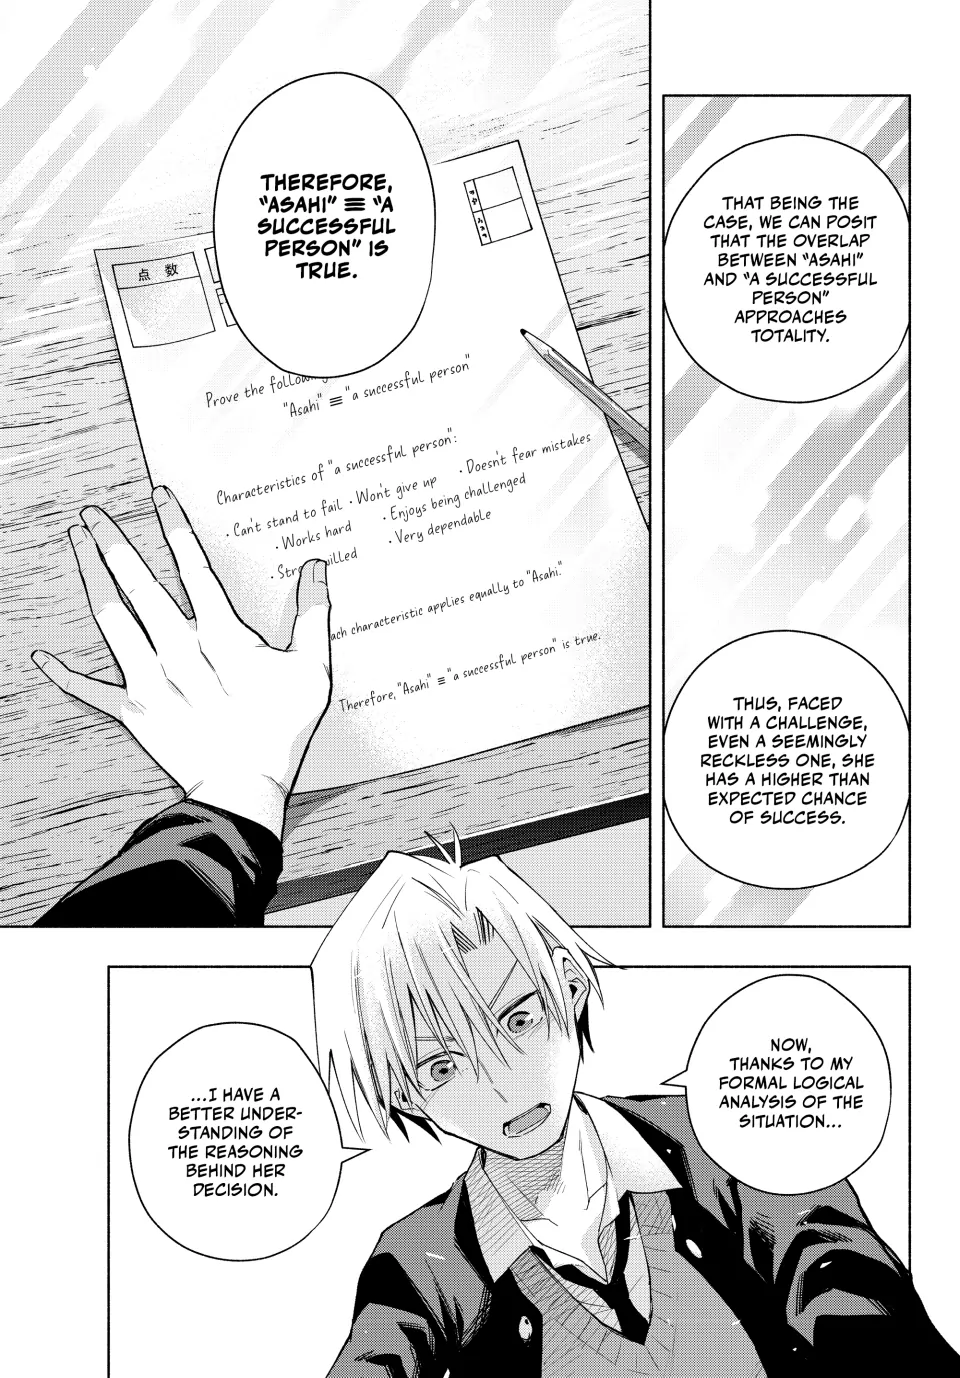 THAT BEING THE
CASE, WE CAN POSIT
THAT THE OVERLAP
BETWEEN "ASAHI"
AND "A SUCCESSFUL
PERSON"
APPROACHES
TOTALITY.
THUS, FACED
WITH A CHALLENGE,
EVEN A SEEMINGLY
RECKLESS ONE, SHE
HAS A HIGHER THAN
EXPECTED CHANCE
OF SUCCESS.
THEREFORE,
"ASAHI" ≡ "A
SUCCESSFUL
PERSON" IS
TRUE.
点 数
Prove the following
"Asahi" ≡ "a successful person"
Characteristics of "a successful person":
· Can't stand to fail · Won't give up · Doesn't fear mistakes
· Works hard · Enjoys being challenged
willed · Very dependable
ach characteristic applies equally to "Asahi."
Therefore, "Asahi" ≡ "a successful person" is true.
NOW,
THANKS TO MY
FORMAL LOGICAL
ANALYSIS OF THE
SITUATION...
...I HAVE A
BETTER UNDER-
STANDING OF
THE REASONING
BEHIND HER
DECISION.